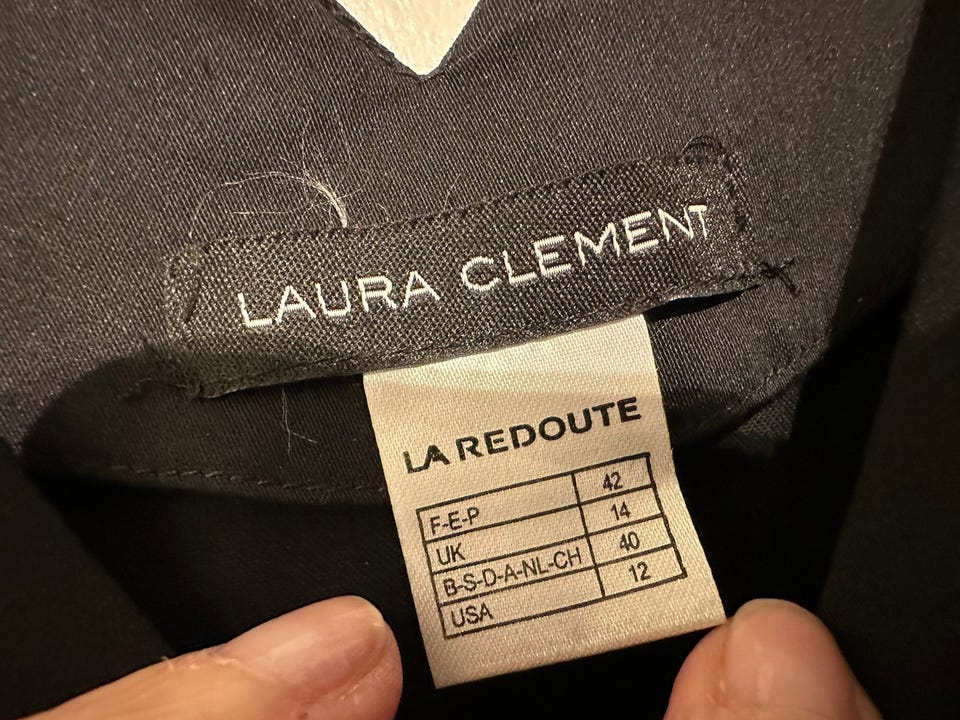 LAURA CLEMENT
LA REDOUTE
F-E-P 42
UK 14
B-S-D-A-NL-CH 40
USA 12